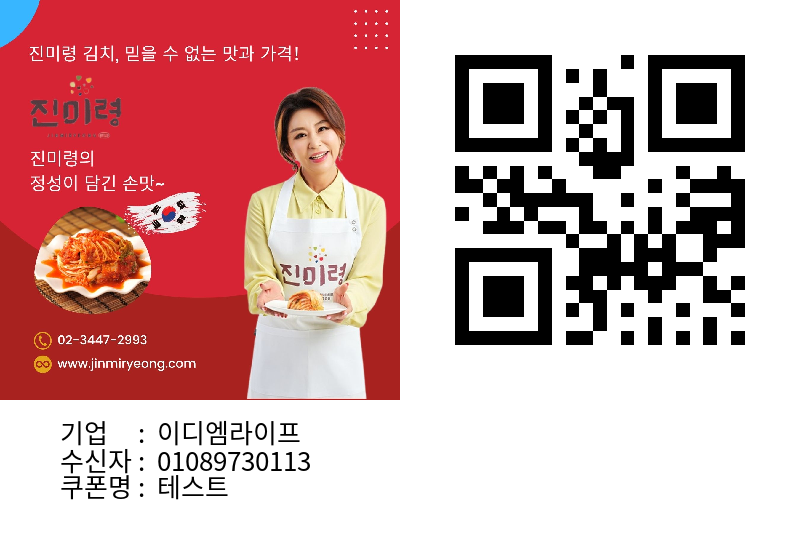 진미령 김치, 믿을 수 없는 맛과 가격!
진미령
진미령의
정성이 담긴 손맛~
진미령
02-3447-2993
www.jinmiryeong.com
기업 : 이디엠라이프
수신자 : 01089730113
쿠폰명 : 테스트